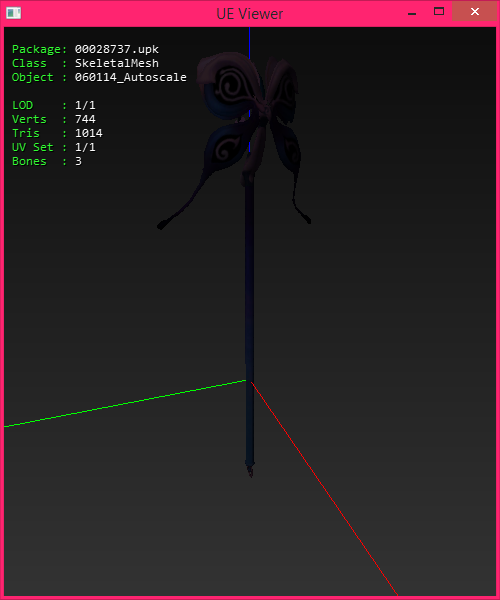 UE Viewer
Package: 00028737.upk
Class : SkeletalMesh
Object : 060114_Autoscale
LOD : 1/1
Verts : 744
Tris : 1014
UV Set : 1/1
Bones : 3